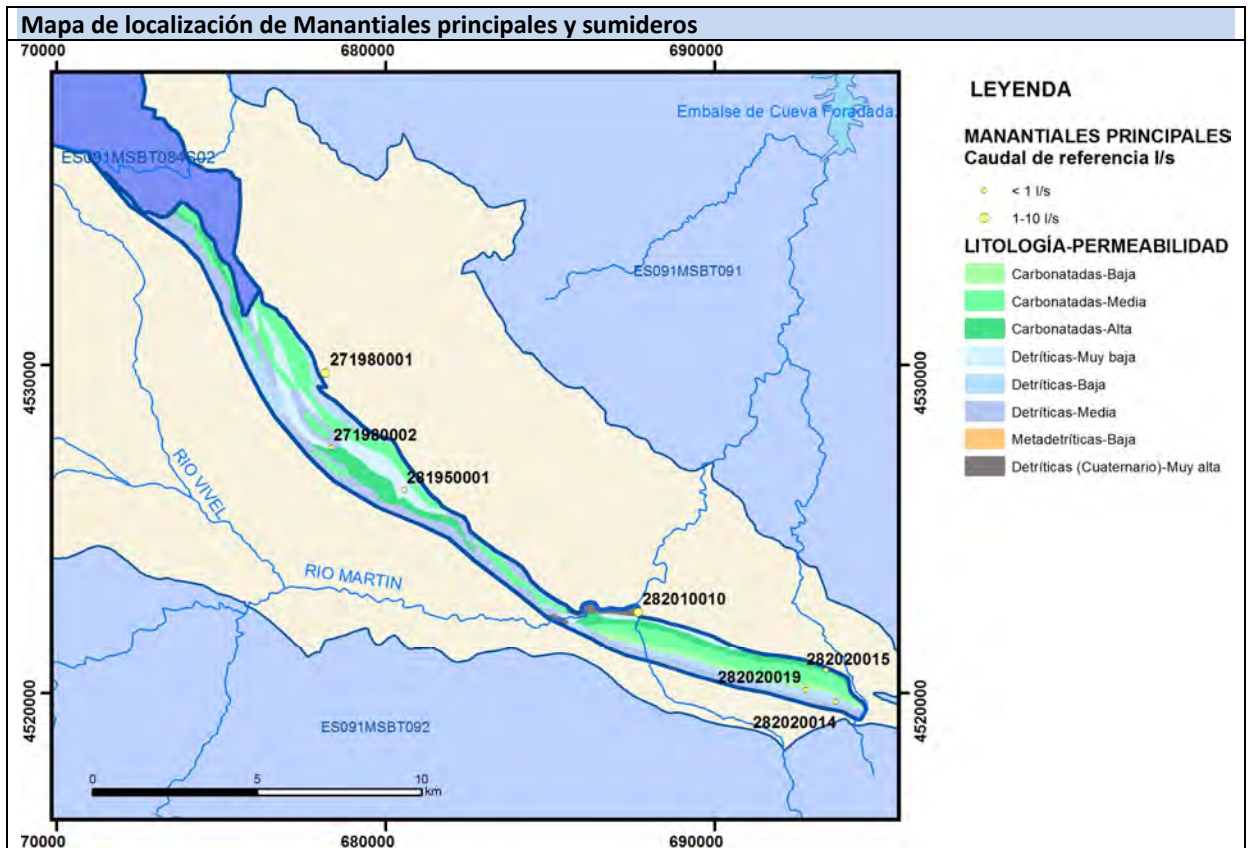 Mapa de localización de Manantiales principales y sumideros
70000
680000
690000
Embalse de Cueva Foradada.
ES091MSBT084S02
ES091MSBT091
4530000
4530000
271980001
271980002
281950001
RIO VIVEL
RIO MARTIN
282010010
282020015
282020019
282020014
4520000
4520000
ES091MSBT092
0
5
10
km
70000
680000
690000
LEYENDA
MANANTIALES PRINCIPALES
Caudal de referencia l/s
< 1 l/s
1-10 l/s
LITOLOGÍA-PERMEABILIDAD
Carbonatadas-Baja
Carbonatadas-Media
Carbonatadas-Alta
Detríticas-Muy baja
Detríticas-Baja
Detríticas-Media
Metadetríticas-Baja
Detríticas (Cuaternario)-Muy alta